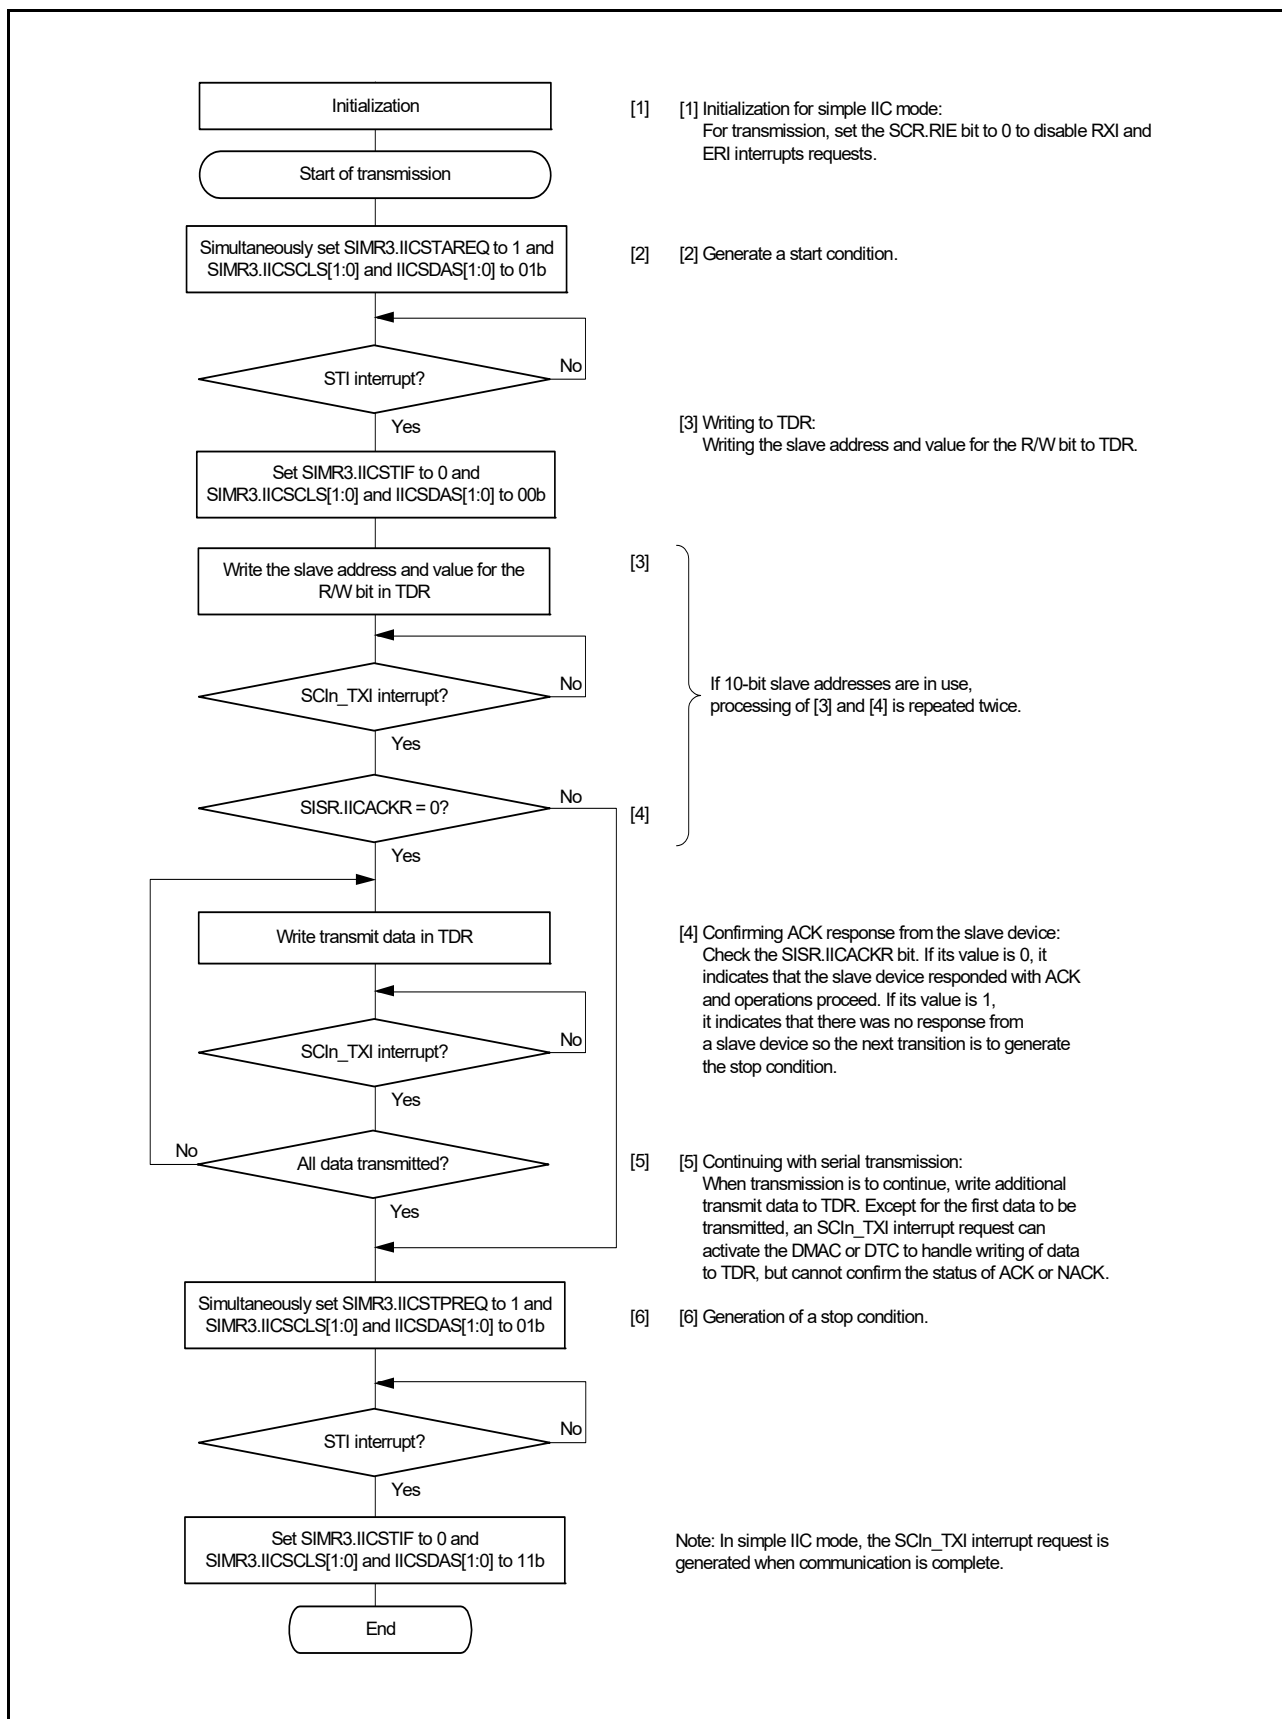 Initialization
[1]
[1] Initialization for simple IIC mode:
For transmission, set the SCR.RIE bit to 0 to disable RXI and
ERI interrupts requests.
Start of transmission
Simultaneously set SIMR3.IICSTAREQ to 1 and
SIMR3.IICSCLS[1:0] and IICSDAS[1:0] to 01b
[2]
[2] Generate a start condition.
STI interrupt?
No
Yes
[3] Writing to TDR:
Writing the slave address and value for the R/W bit to TDR.
Set SIMR3.IICSTIF to 0 and
SIMR3.IICSCLS[1:0] and IICSDAS[1:0] to 00b
Write the slave address and value for the
R/W bit in TDR
[3]
SCIn_TXI interrupt?
No
Yes
If 10-bit slave addresses are in use,
processing of [3] and [4] is repeated twice.
SISR.IICACKR = 0?
No
[4]
Yes
Write transmit data in TDR
[4] Confirming ACK response from the slave device:
Check the SISR.IICACKR bit. If its value is 0, it
indicates that the slave device responded with ACK
and operations proceed. If its value is 1,
it indicates that there was no response from
a slave device so the next transition is to generate
the stop condition.
SCIn_TXI interrupt?
No
Yes
All data transmitted?
No
Yes
[5]
[5] Continuing with serial transmission:
When transmission is to continue, write additional
transmit data to TDR. Except for the first data to be
transmitted, an SCIn_TXI interrupt request can
activate the DMAC or DTC to handle writing of data
to TDR, but cannot confirm the status of ACK or NACK.
Simultaneously set SIMR3.IICSTPREQ to 1 and
SIMR3.IICSCLS[1:0] and IICSDAS[1:0] to 01b
[6]
[6] Generation of a stop condition.
STI interrupt?
No
Yes
Set SIMR3.IICSTIF to 0 and
SIMR3.IICSCLS[1:0] and IICSDAS[1:0] to 11b
Note: In simple IIC mode, the SCIn_TXI interrupt request is
generated when communication is complete.
End